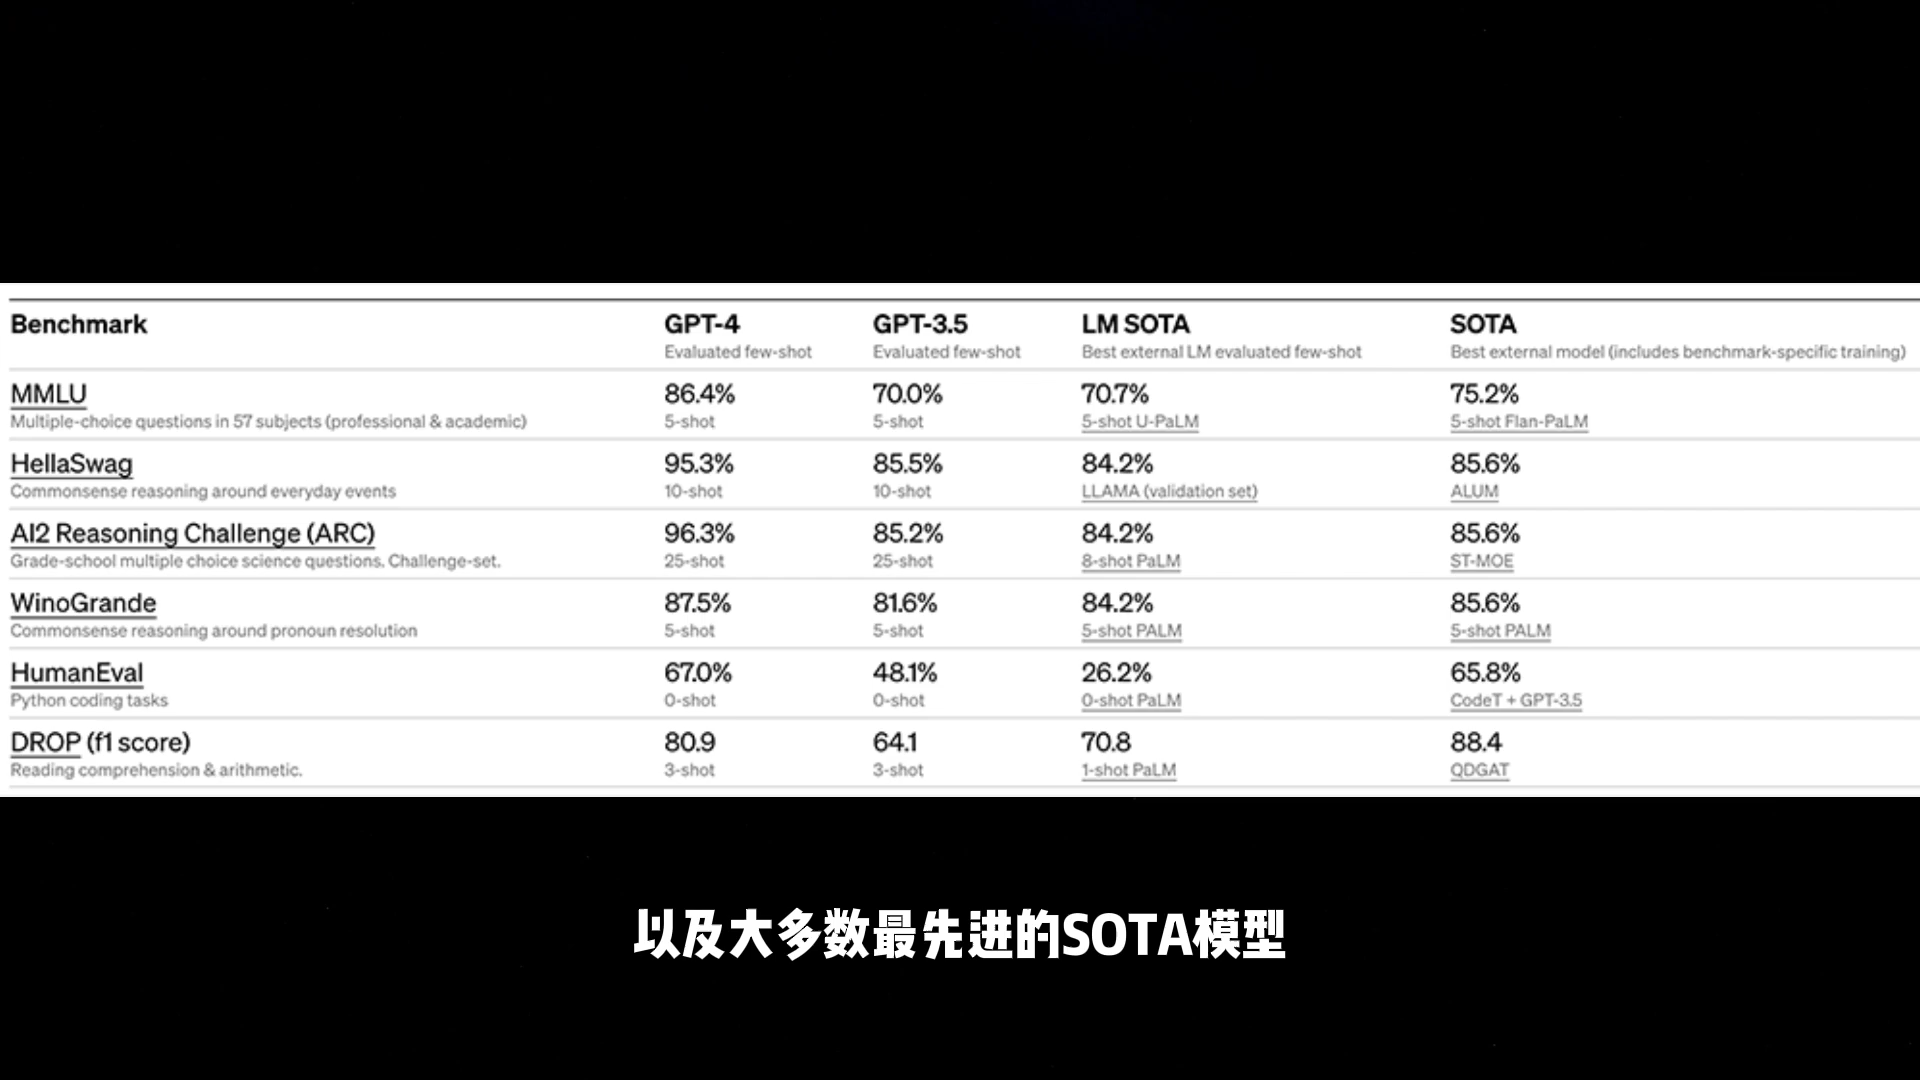 Benchmark GPT-4 GPT-3.5 LM SOTA SOTA
Evaluated few-shot Evaluated few-shot Best external LM evaluated few-shot Best external model (includes benchmark-specific training)
MMLU 86.4% 70.0% 70.7% 75.2%
Multiple-choice questions in 57 subjects (professional & academic) 5-shot 5-shot 5-shot U-PaLM 5-shot Flan-PaLM
HellaSwag 95.3% 85.5% 84.2% 85.6%
Commonsense reasoning around everyday events 10-shot 10-shot LLAMA (validation set) ALUM
AI2 Reasoning Challenge (ARC) 96.3% 85.2% 84.2% 85.6%
Grade-school multiple choice science questions. Challenge-set. 25-shot 25-shot 8-shot PaLM ST-MOE
WinoGrande 87.5% 81.6% 84.2% 85.6%
Commonsense reasoning around pronoun resolution 5-shot 5-shot 5-shot PALM 5-shot PALM
HumanEval 67.0% 48.1% 26.2% 65.8%
Python coding tasks 0-shot 0-shot 0-shot PaLM CodeT + GPT-3.5
DROP (f1 score) 80.9 64.1 70.8 88.4
Reading comprehension & arithmetic. 3-shot 3-shot 1-shot PaLM QDGAT
以及大多数最先进的SOTA模型